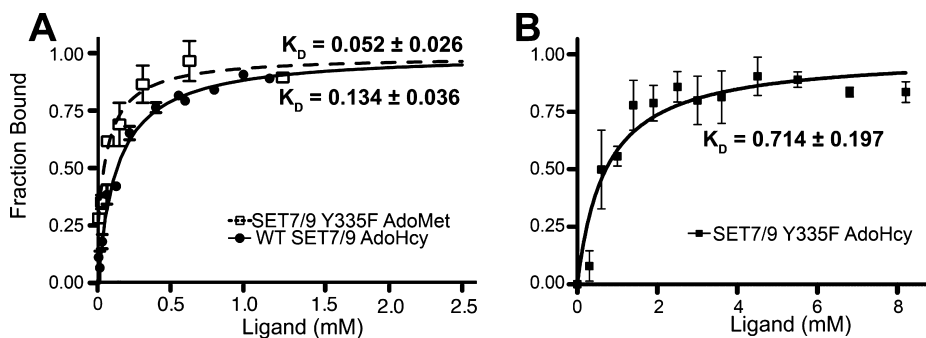 A
K_D = 0.052 ± 0.026
K_D = 0.134 ± 0.036
Fraction Bound
1.00
0.75
0.50
0.25
0.00
SET7/9 Y335F AdoMet
WT SET7/9 AdoHcy
0 0.5 1.0 1.5 2.0 2.5
Ligand (mM)
B
1.00
0.75
0.50
0.25
0.00
K_D = 0.714 ± 0.197
SET7/9 Y335F AdoHcy
0 2 4 6 8
Ligand (mM)